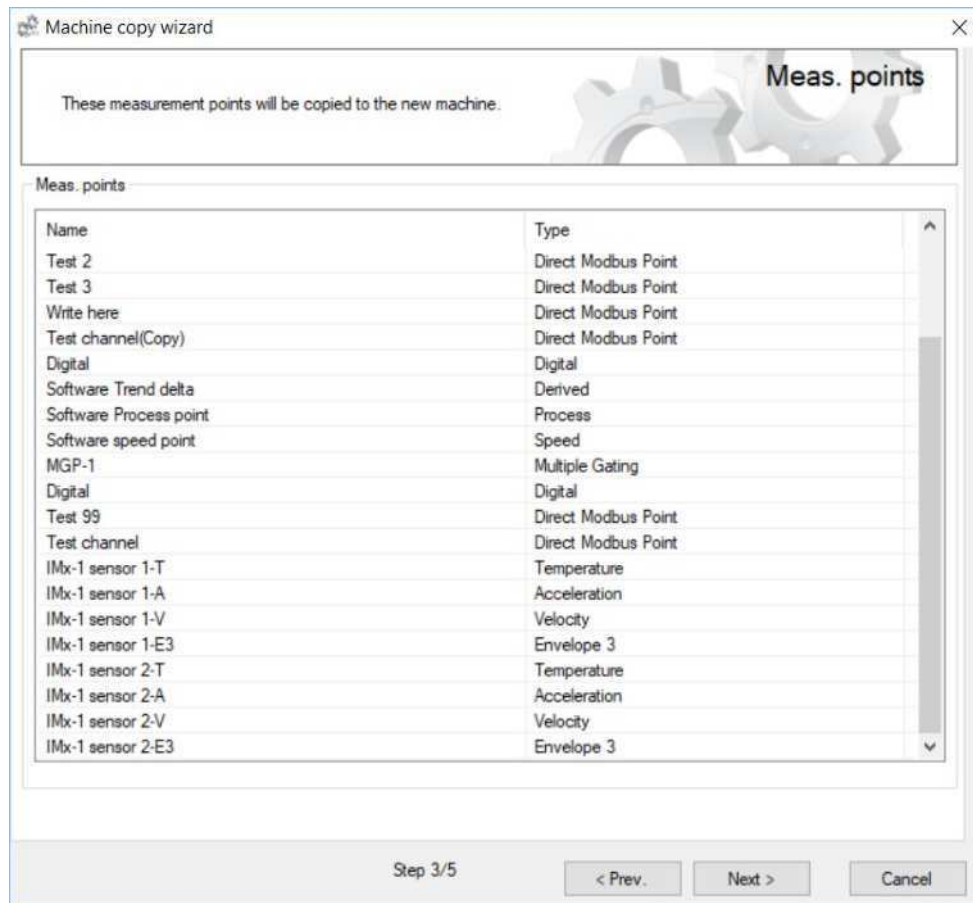 Machine copy wizard
Meas. points
These measurement points will be copied to the new machine.
Meas. points
Name Type
Test 2 Direct Modbus Point
Test 3 Direct Modbus Point
Write here Direct Modbus Point
Test channel(Copy) Direct Modbus Point
Digital Digital
Software Trend delta Derived
Software Process point Process
Software speed point Speed
MGP-1 Multiple Gating
Digital Digital
Test 99 Direct Modbus Point
Test channel Direct Modbus Point
IMx-1 sensor 1-T Temperature
IMx-1 sensor 1-A Acceleration
IMx-1 sensor 1-V Velocity
IMx-1 sensor 1-E3 Envelope 3
IMx-1 sensor 2-T Temperature
IMx-1 sensor 2-A Acceleration
IMx-1 sensor 2-V Velocity
IMx-1 sensor 2-E3 Envelope 3
Step 3/5 < Prev. Next > Cancel